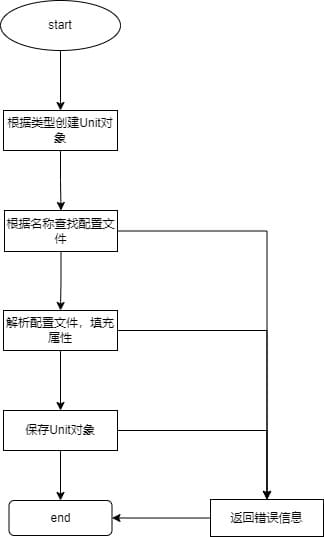 start
根据类型创建Unit对
象
根据名称查找配置文
件
解析配置文件，填充
属性
保存Unit对象
end
返回错误信息